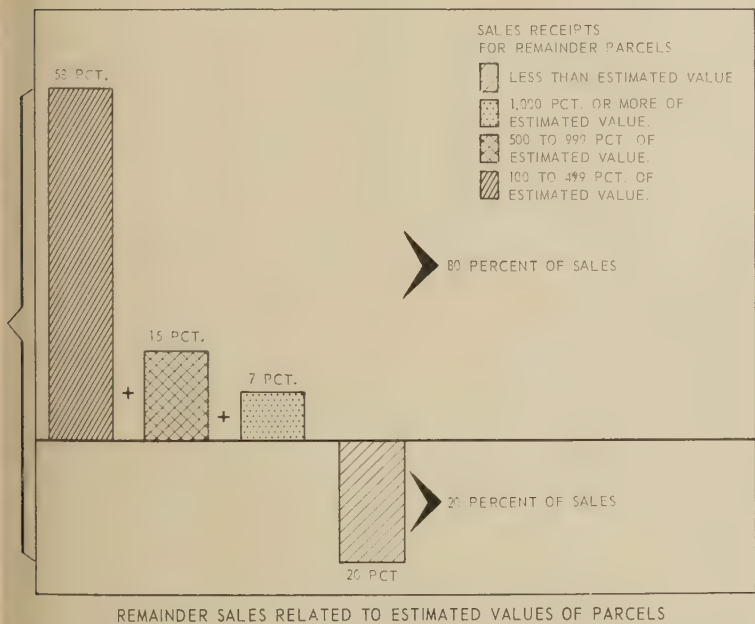 SALES RECEIPTS
FOR REMAINDER PARCELS
LESS THAN ESTIMATED VALUE
1,000 PCT. OR MORE OF
ESTIMATED VALUE.
500 TO 999 PCT OF
ESTIMATED VALUE.
100 TO 499 PCT. OF
ESTIMATED VALUE.
58 PCT.
80 PERCENT OF SALES
15 PCT.
+
7 PCT.
+
20 PERCENT OF SALES
20 PCT
REMAINDER SALES RELATED TO ESTIMATED VALUES OF PARCELS